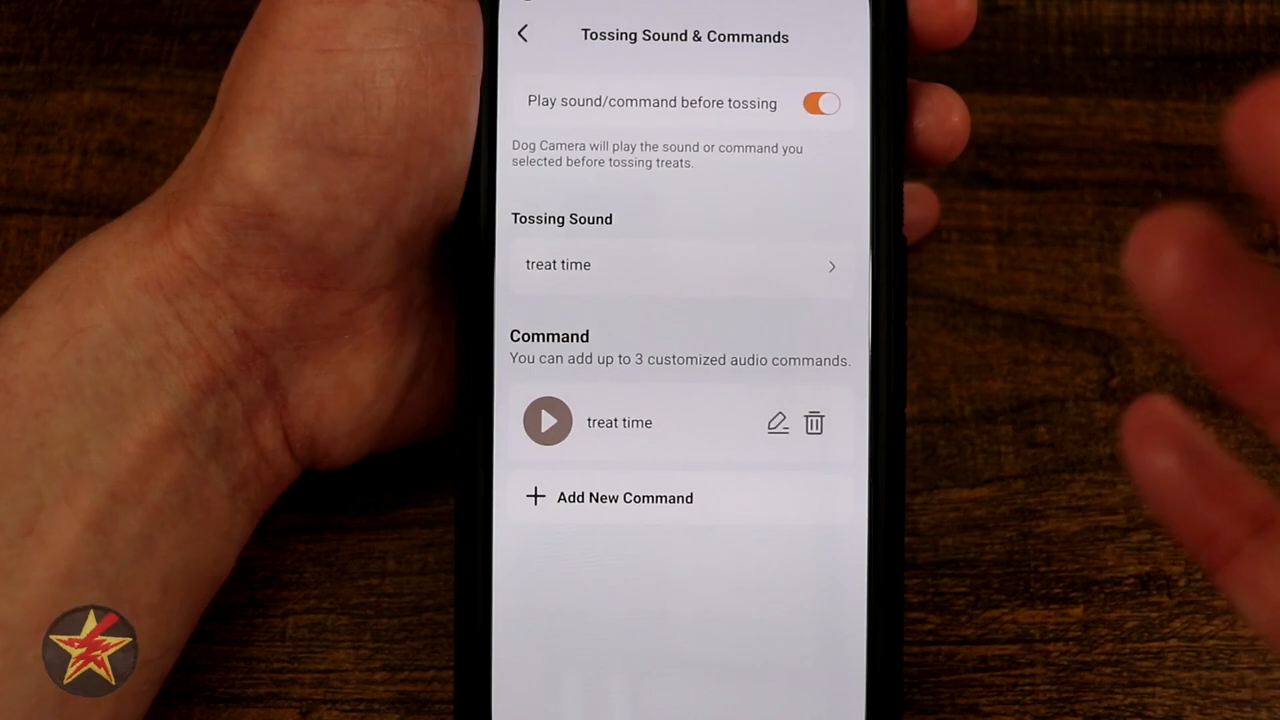 Tossing Sound & Commands
Play sound/command before tossing
Dog Camera will play the sound or command you
selected before tossing treats.
Tossing Sound
treat time
Command
You can add up to 3 customized audio commands.
treat time
Add New Command